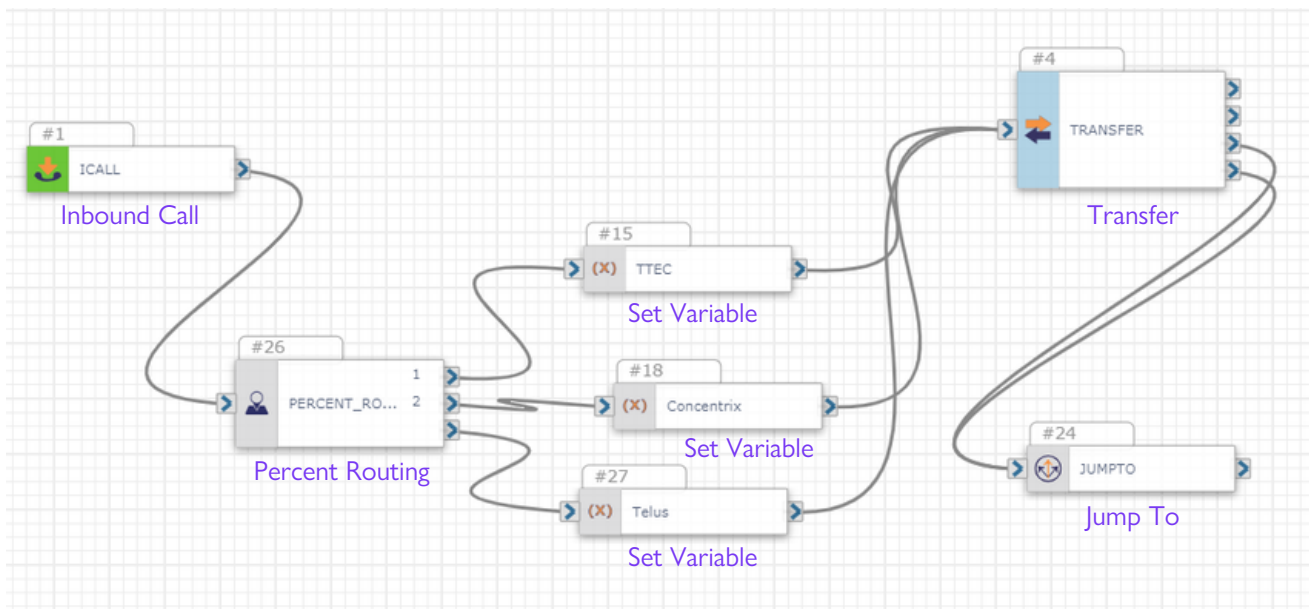 #1
ICALL
Inbound Call
#26
PERCENT_RO...
1
2
Percent Routing
#15
(X) TTEC
Set Variable
#18
(X) Concentrix
Set Variable
#27
(X) Telus
Set Variable
#4
TRANSFER
Transfer
#24
JUMPTO
Jump To